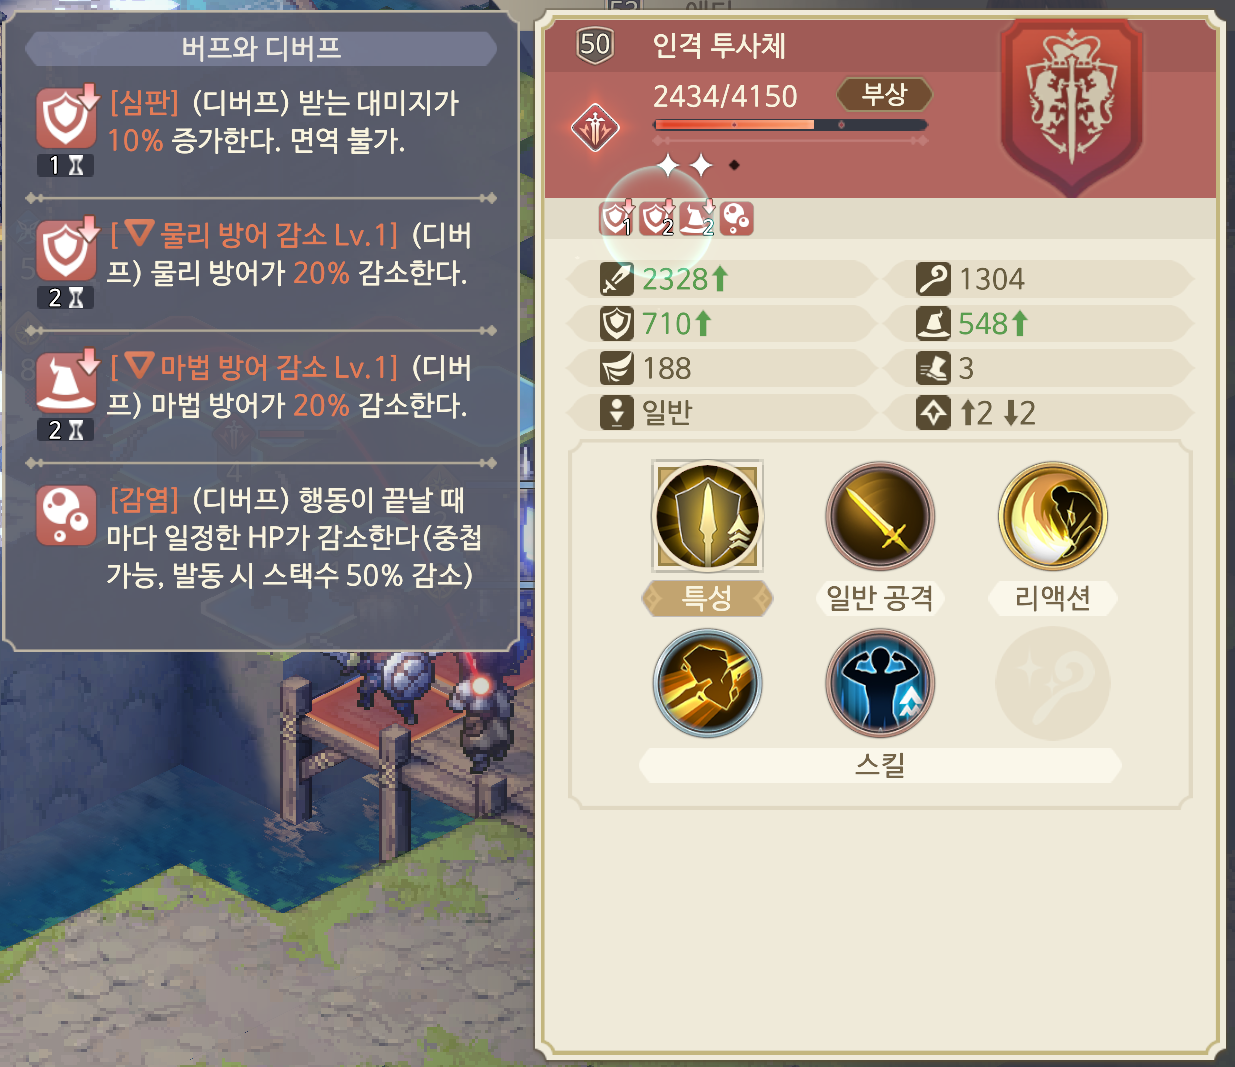 버프와 디버프
[심판] (디버프) 받는 대미지가
10% 증가한다. 면역 불가.
1
[▽물리 방어 감소 Lv.1] (디버
프) 물리 방어가 20% 감소한다.
2
[▽마법 방어 감소 Lv.1] (디버
프) 마법 방어가 20% 감소한다.
2
[감염] (디버프) 행동이 끝날 때
마다 일정한 HP가 감소한다(중첩
가능, 발동 시 스택수 50% 감소)
50 인격 투사체
2434/4150 부상
1 2 2
2328↑ 1304
710↑ 548↑
188 3
일반 ↑2 ↓2
특성 일반 공격 리액션
스킬